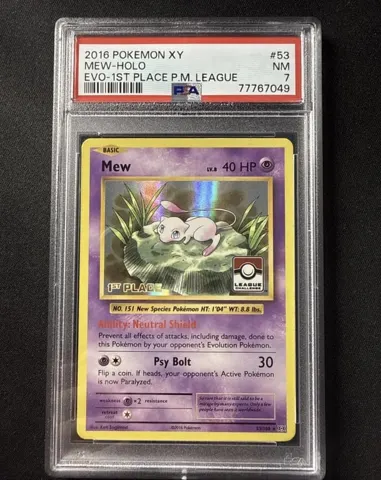 2016 POKEMON XY #53
MEW-HOLO NM
EVO-1ST PLACE P.M. LEAGUE 7
PSA 77767049
BASIC
Mew LV.8 40 HP
1ST PLACE
LEAGUE
CHALLENGE
NO. 151 New Species Pokémon HT: 1'04" WT: 8.8 lbs.
Ability: Neutral Shield
Prevent all effects of attacks, including damage, done to
this Pokémon by your opponent's Evolution Pokémon.
Psy Bolt 30
Flip a coin. If heads, your opponent's Active Pokémon
is now Paralyzed.
weakness ×2 resistance
retreat
©2016 Pokémon